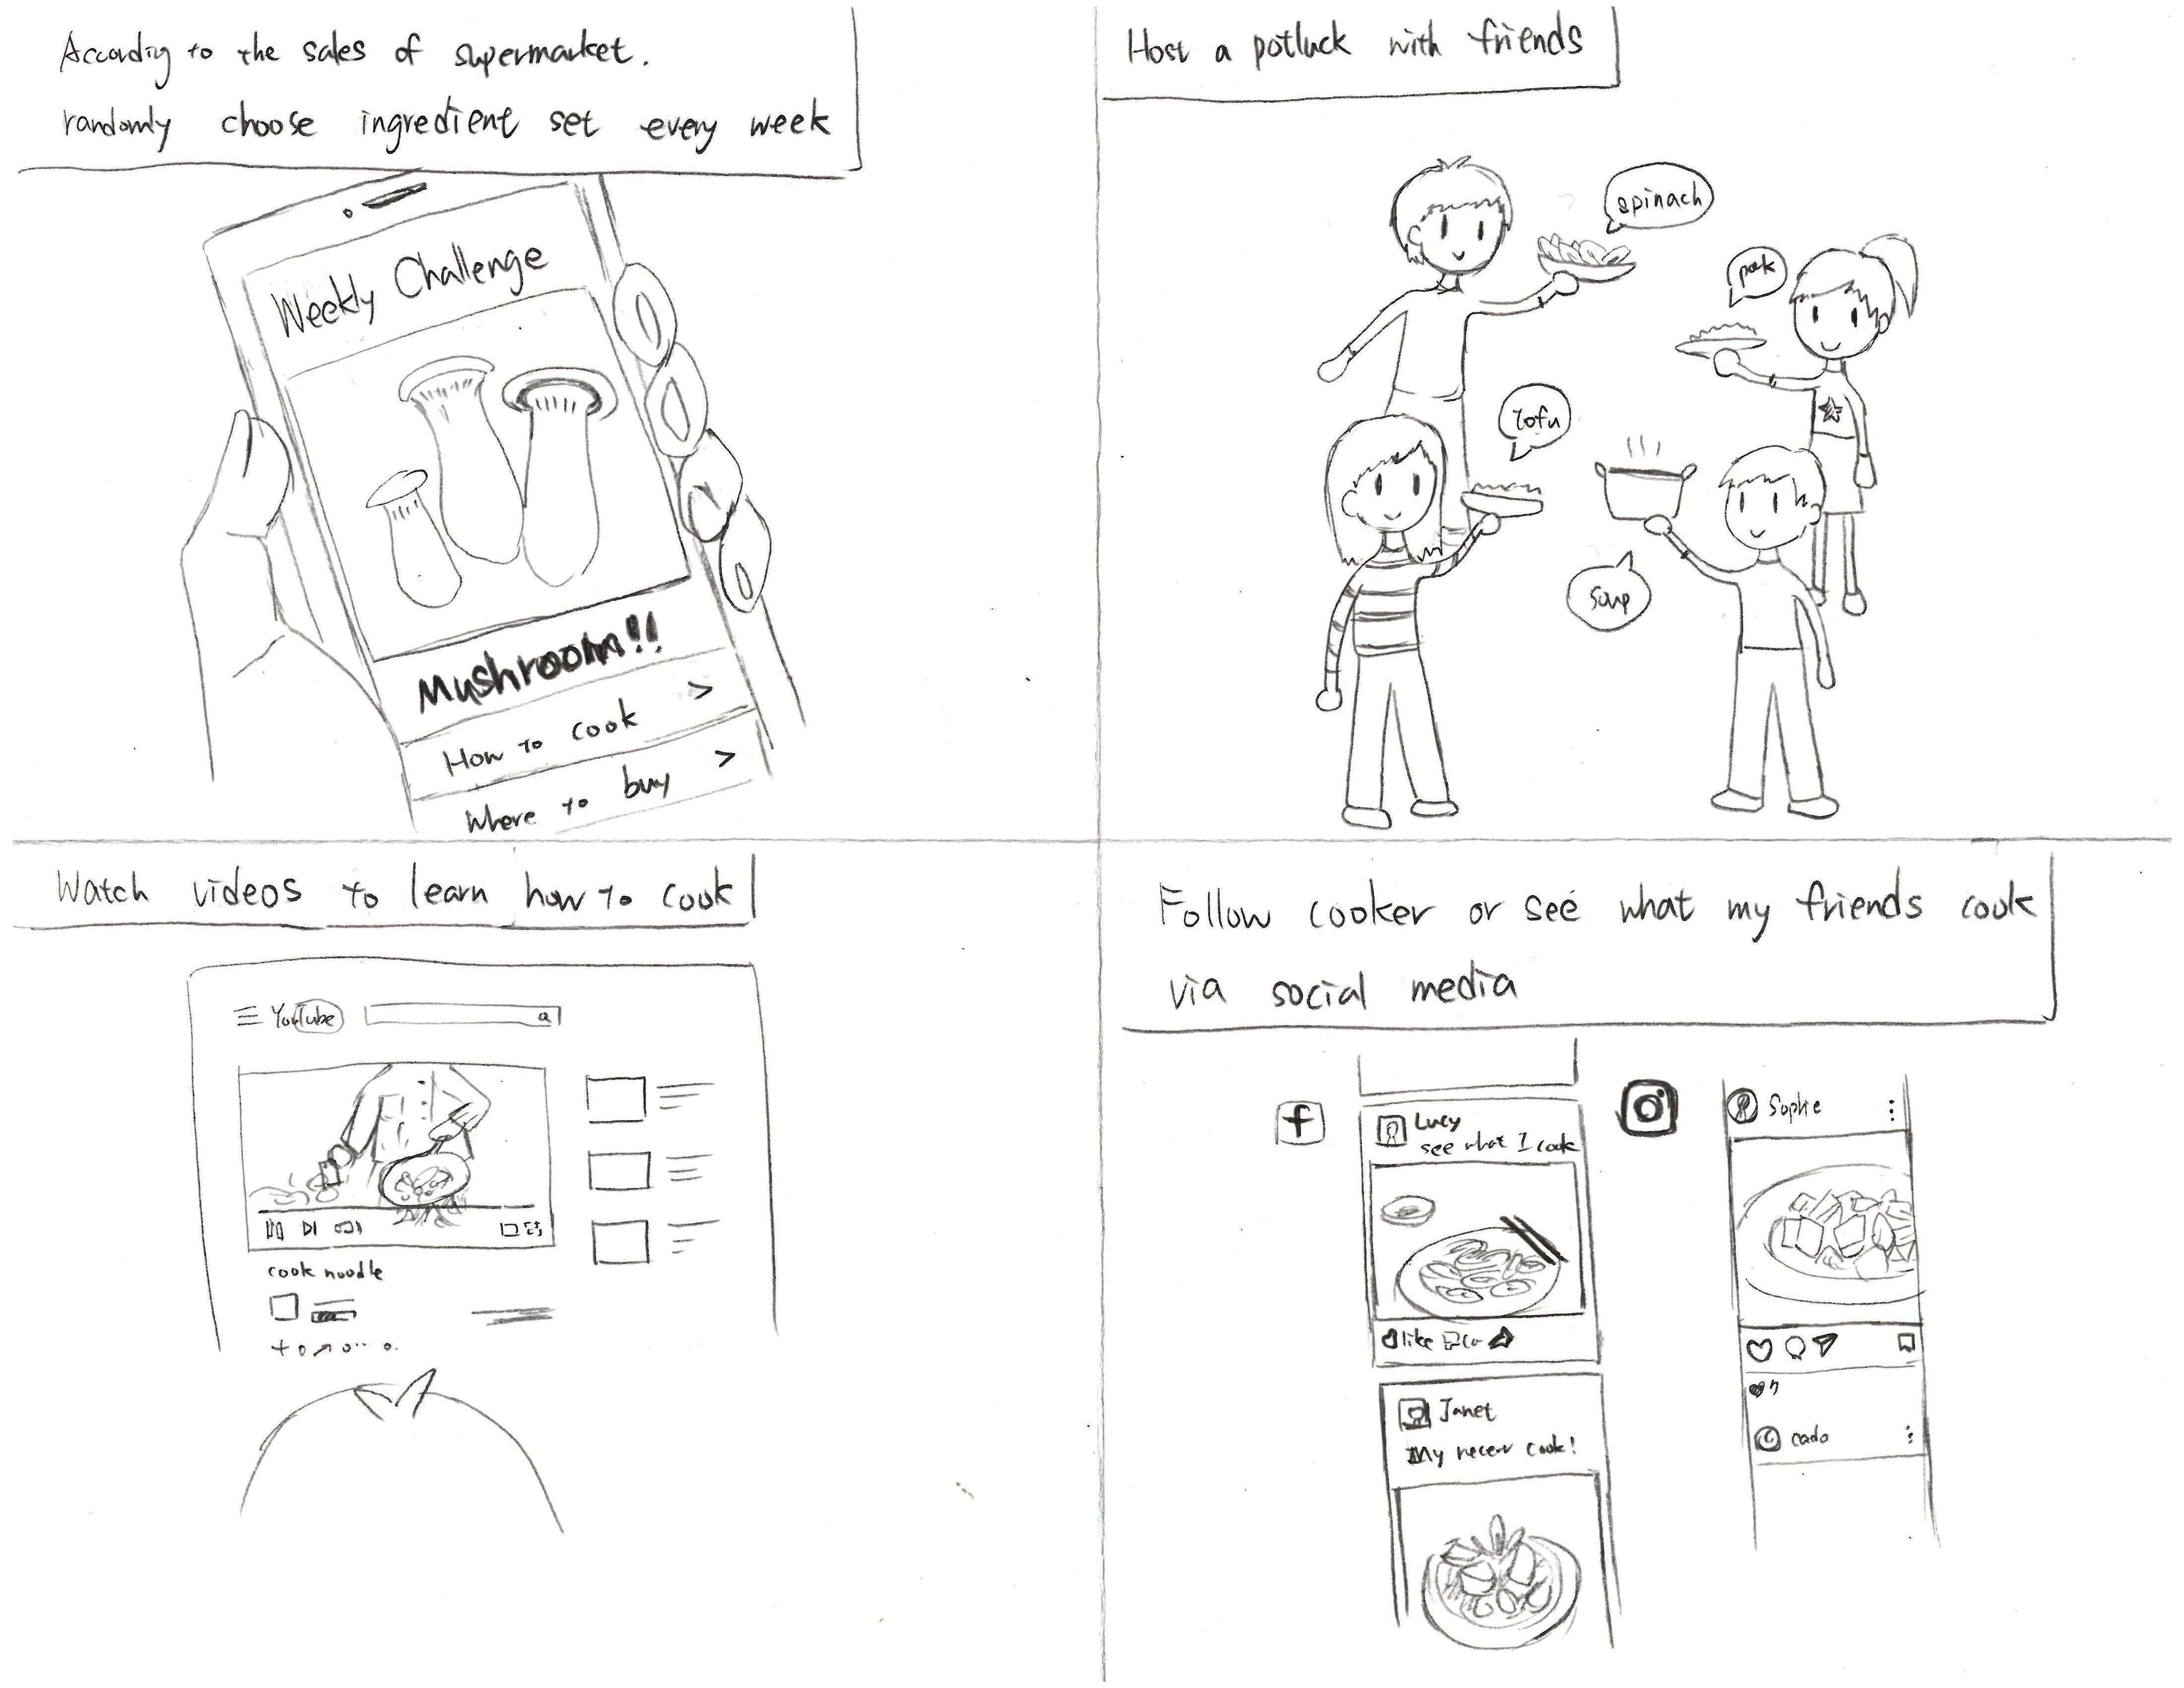 Accordig to the sales of supermarket.
randomly choose ingredient set every week
Weekly Challenge
Mushroom!!
How to cook >
Where to buy >
Host a potluck with friends
spinach
pork
tofu
soup
Watch videos to learn how to cook
YouTube
cook noodle
Follow cooker or see what my friends cook
via social media
f
Lucy
see what I cook
like co
Janet
My recent cook!
Sophie
7